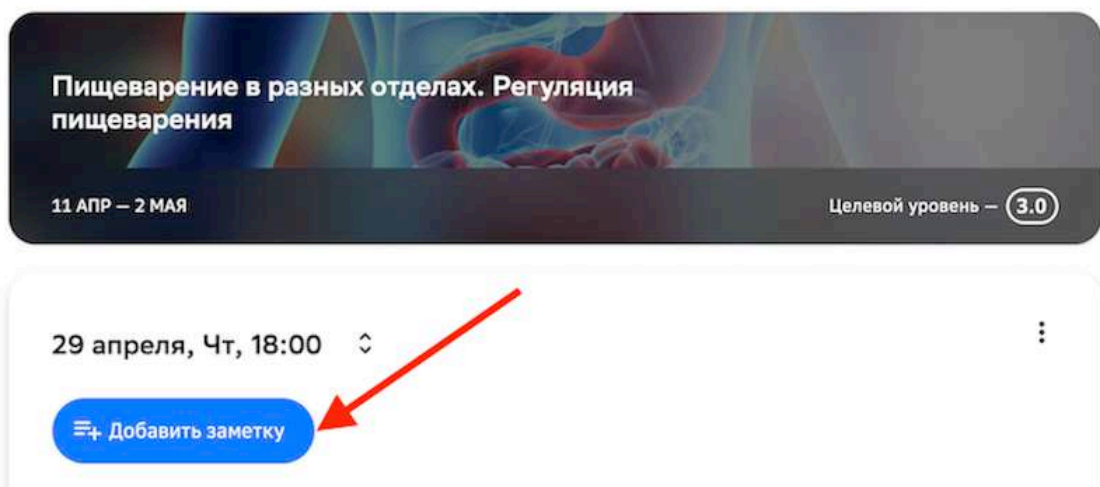 Пищеварение в разных отделах. Регуляция
пищеварения
11 АПР — 2 МАЯ
Целевой уровень — 3.0
29 апреля, Чт, 18:00
Добавить заметку